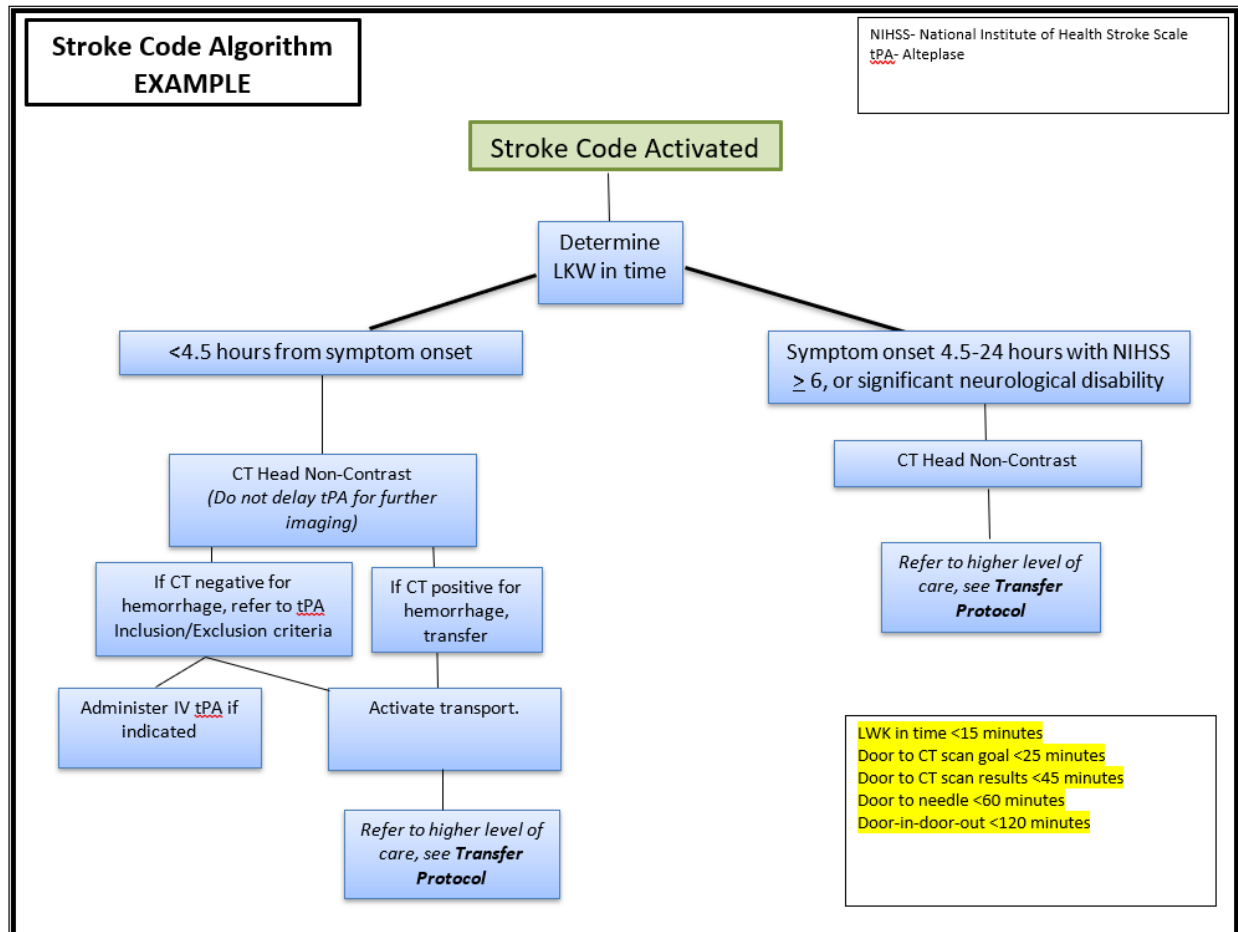 Stroke Code Algorithm
EXAMPLE
NIHSS- National Institute of Health Stroke Scale
tPA- Alteplase
Stroke Code Activated
Determine
LKW in time
<4.5 hours from symptom onset
Symptom onset 4.5-24 hours with NIHSS
≥ 6, or significant neurological disability
CT Head Non-Contrast
(Do not delay tPA for further
imaging)
CT Head Non-Contrast
If CT negative for
hemorrhage, refer to tPA
Inclusion/Exclusion criteria
If CT positive for
hemorrhage,
transfer
Refer to higher level of
care, see Transfer
Protocol
Administer IV tPA if
indicated
Activate transport.
Refer to higher level of
care, see Transfer
Protocol
LWK in time <15 minutes
Door to CT scan goal <25 minutes
Door to CT scan results <45 minutes
Door to needle <60 minutes
Door-in-door-out <120 minutes